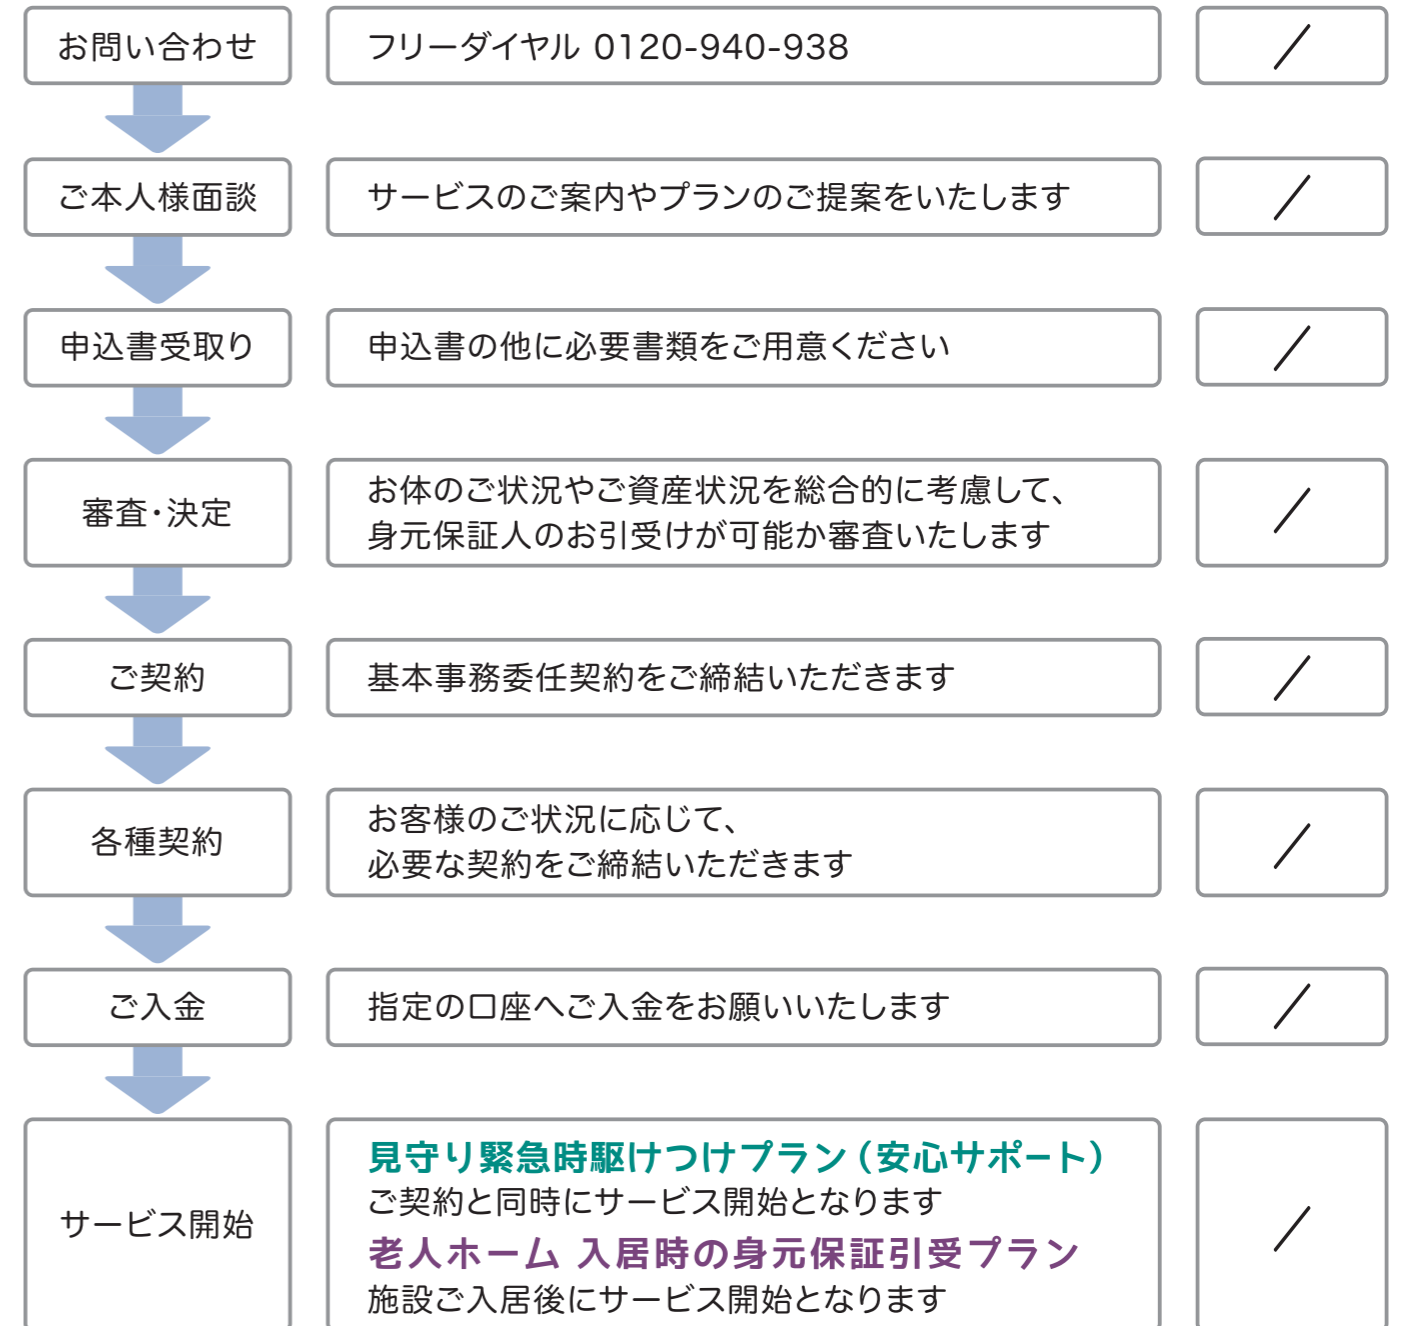 お問い合わせ
フリーダイヤル 0120-940-938
/
ご本人様面談
サービスのご案内やプランのご提案をいたします
/
申込書受取り
申込書の他に必要書類をご用意ください
/
審査・決定
お体のご状況やご資産状況を総合的に考慮して、
身元保証人のお引受けが可能か審査いたします
/
ご契約
基本事務委任契約をご締結いただきます
/
各種契約
お客様のご状況に応じて、
必要な契約をご締結いただきます
/
ご入金
指定の口座へご入金をお願いいたします
/
サービス開始
見守り緊急時駆けつけプラン（安心サポート）
ご契約と同時にサービス開始となります
老人ホーム 入居時の身元保証引受プラン
施設ご入居後にサービス開始となります
/